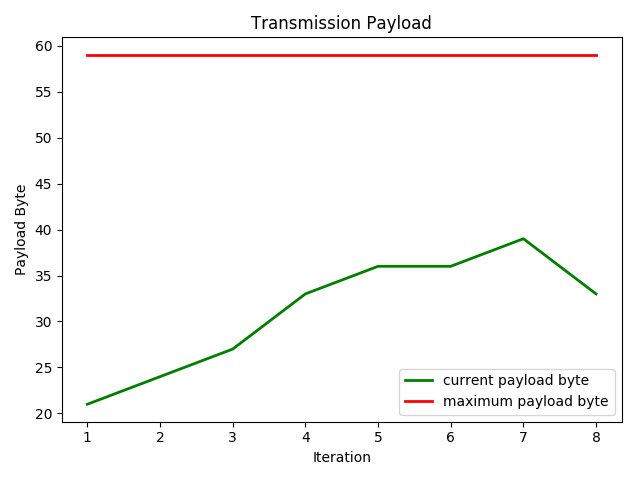 Transmission Payload
60
55
50
45
40
35
30
25
20
Payload Byte
1 2 3 4 5 6 7 8
Iteration
current payload byte
maximum payload byte